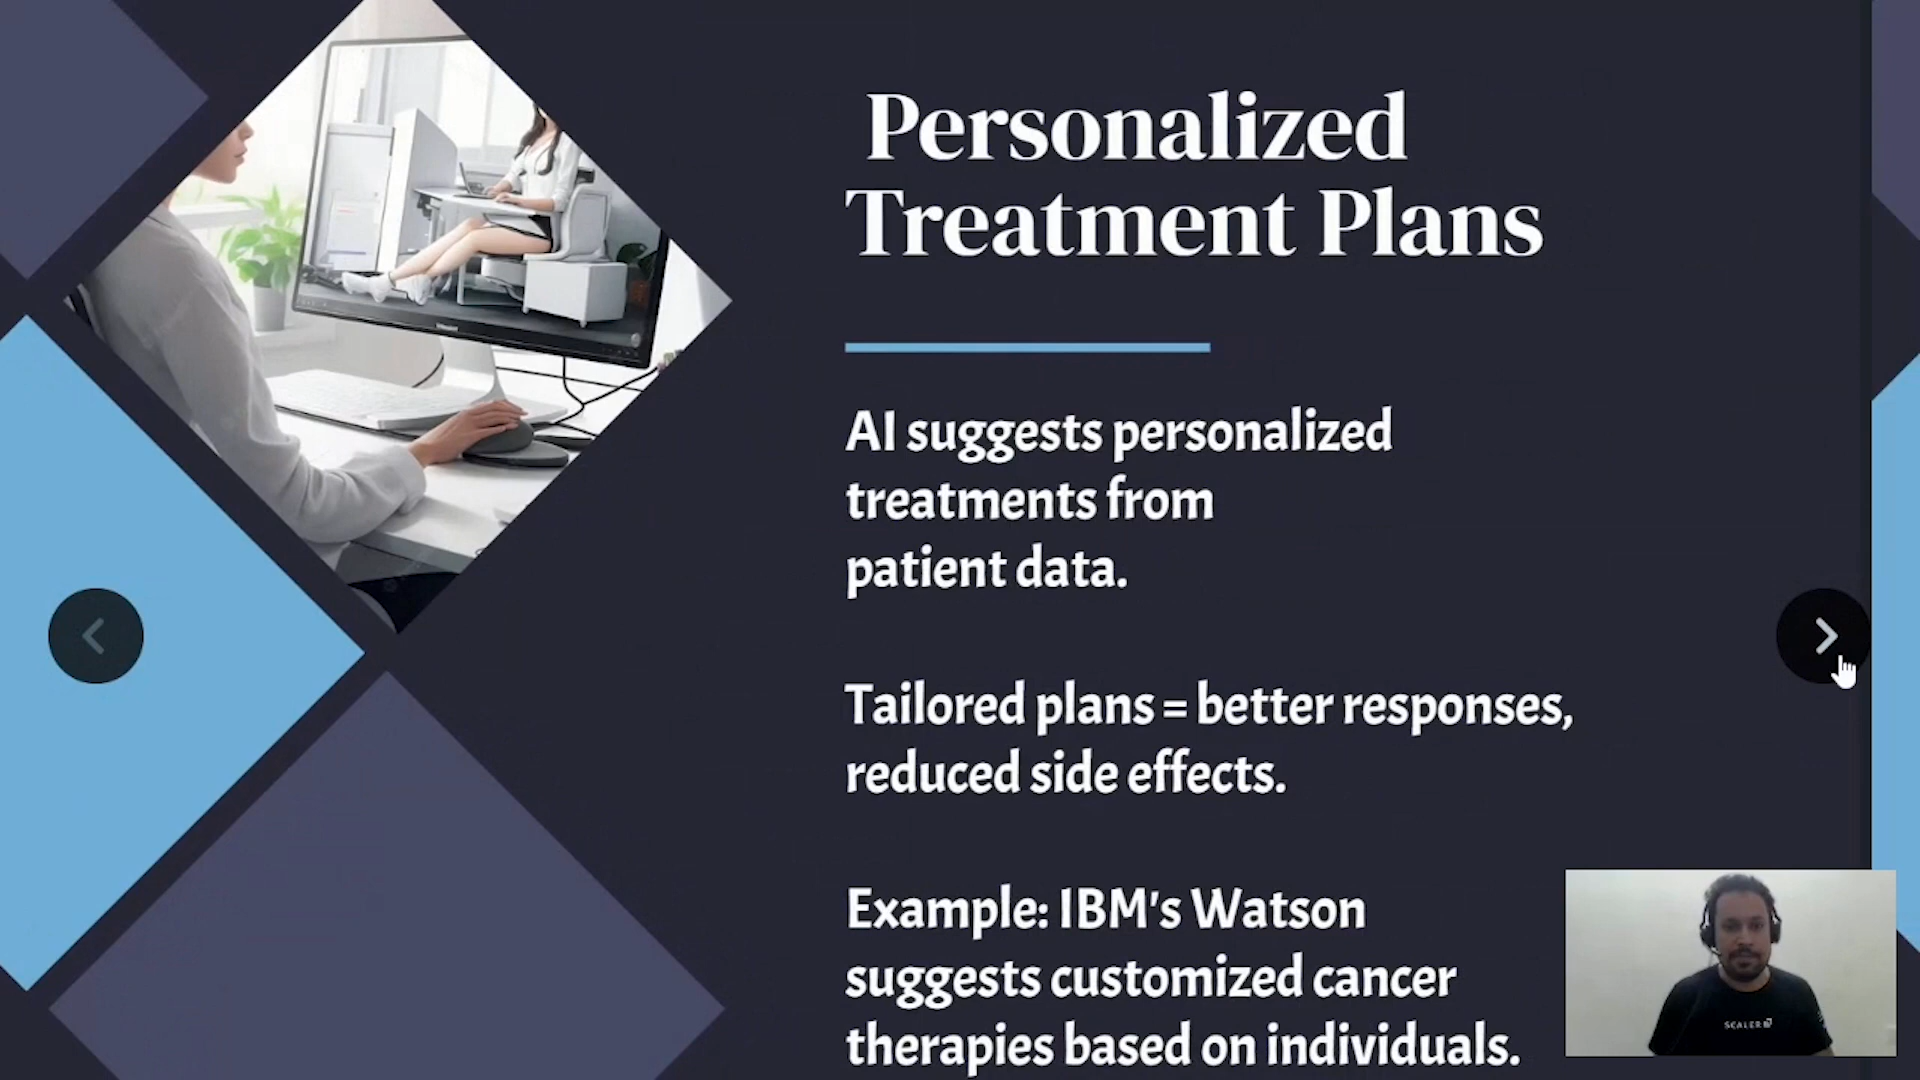 Personalized
Treatment Plans
AI suggests personalized
treatments from
patient data.
Tailored plans = better responses,
reduced side effects.
Example: IBM's Watson
suggests customized cancer
therapies based on individuals.
SCALER